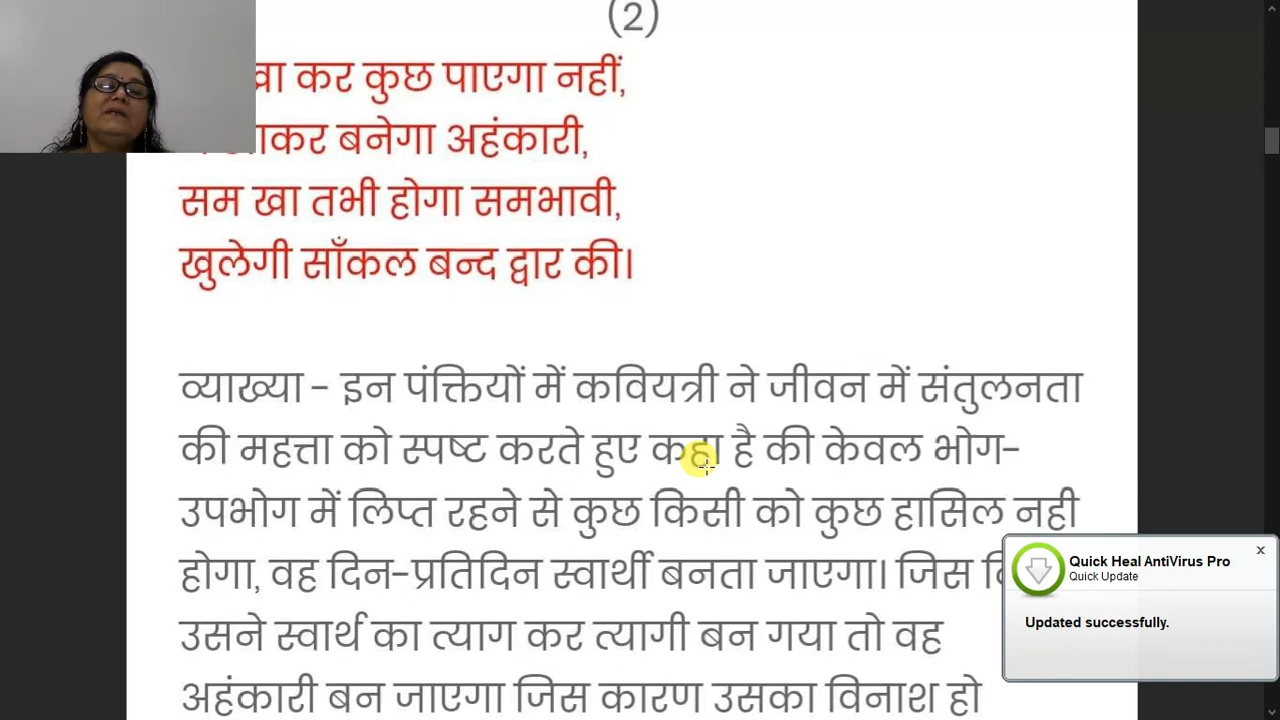 (2)
कर कुछ पाएगा नहीं,
बनेगा अहंकारी,
सम खा तभी होगा समभावी,
खुलेगी साँकल बन्द द्वार की।
व्याख्या - इन पंक्तियों में कवियत्री ने जीवन में संतुलनता
की महत्ता को स्पष्ट करते हुए कहा है की केवल भोग-
उपभोग में लिप्त रहने से कुछ किसी को कुछ हासिल नही
होगा, वह दिन-प्रतिदिन स्वार्थी बनता जाएगा। जिस
उसने स्वार्थ का त्याग कर त्यागी बन गया तो वह
अहंकारी बन जाएगा जिस कारण उसका विनाश हो
Quick Heal AntiVirus Pro
Quick Update
Updated successfully.